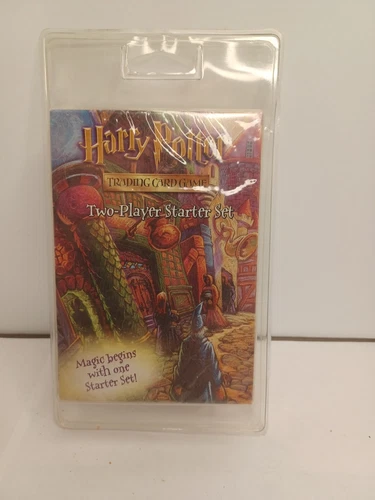 Harry Potter
TRADING CARD GAME
Two-Player Starter Set
Magic begins
with one
Starter Set!